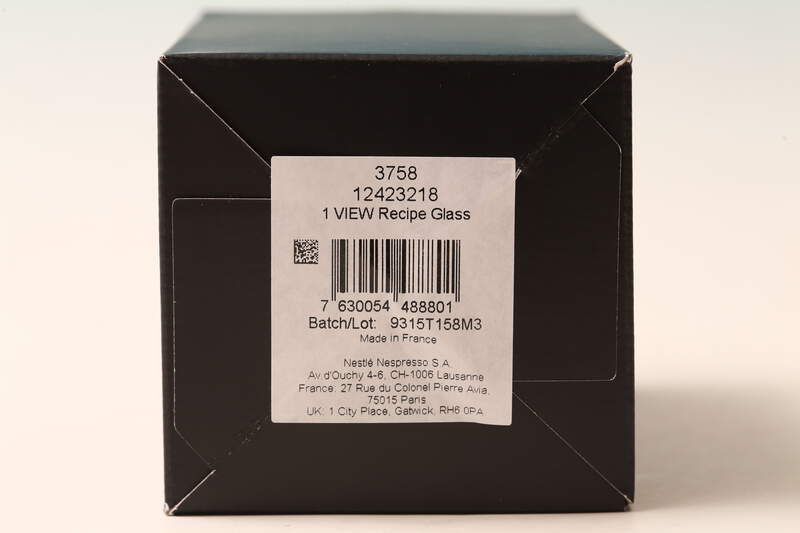 3758
12423218
1 VIEW Recipe Glass
7 630054 488801
Batch/Lot: 9315T158M3
Made in France
Nestlé Nespresso S.A.
Av.d'Ouchy 4-6, CH-1006 Lausanne
France: 27 Rue du Colonel Pierre Avia,
75015 Paris
UK: 1 City Place, Gatwick, RH6 0PA